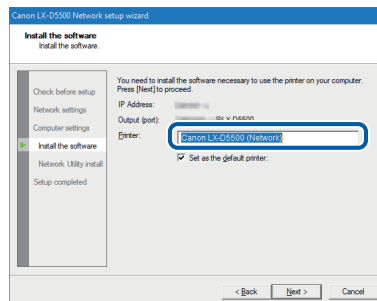 Canon LX-D5500 Network setup wizard
Install the software
Install the software.
Check before setup
Network settings
Computer settings
Install the software
Network Utility install
Setup completed
You need to install the software necessary to use the printer on your computer.
Press [Next] to proceed.
IP Address:
Output (port):
Printer:
Canon LX-D5500 (Network)
Set as the default printer:
< Back
Next >
Cancel